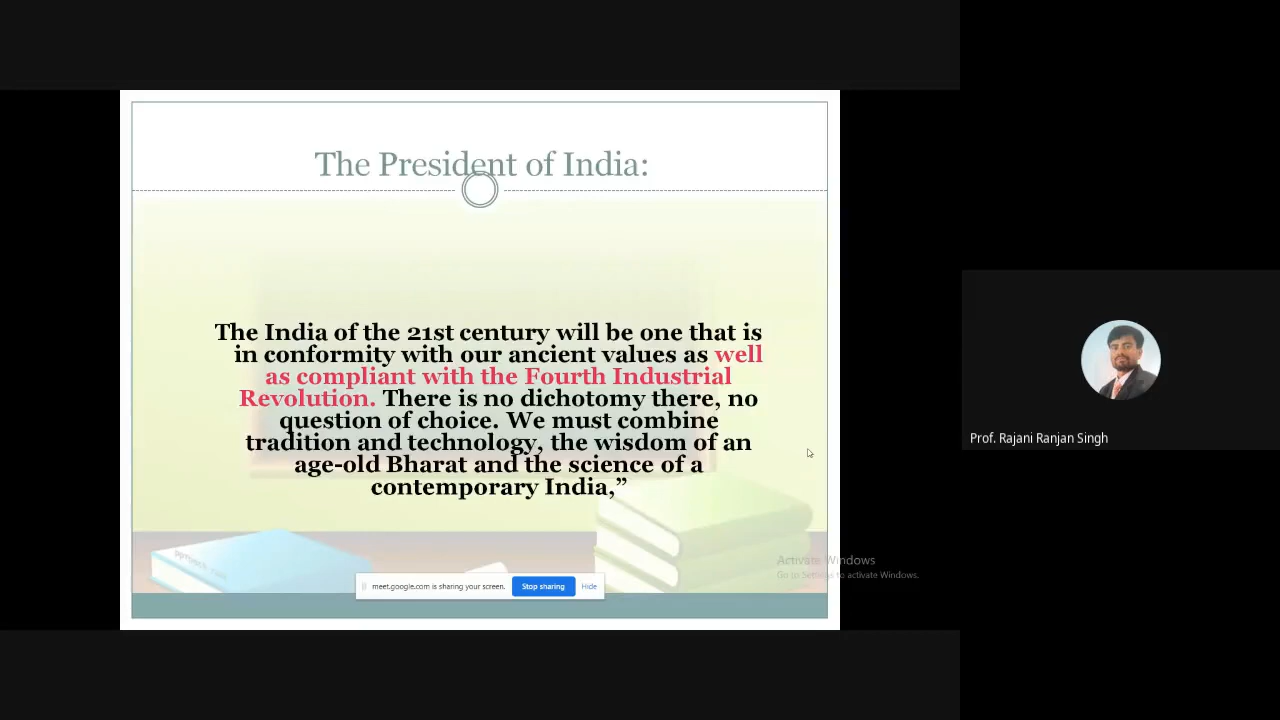 The President of India:
The India of the 21st century will be one that is
in conformity with our ancient values as well
as compliant with the Fourth Industrial
Revolution. There is no dichotomy there, no
question of choice. We must combine
tradition and technology, the wisdom of an
age-old Bharat and the science of a
contemporary India,”
Prof. Rajani Ranjan Singh
Activate Windows
Go to Settings to activate Windows.
meet.google.com is sharing your screen. Stop sharing Hide